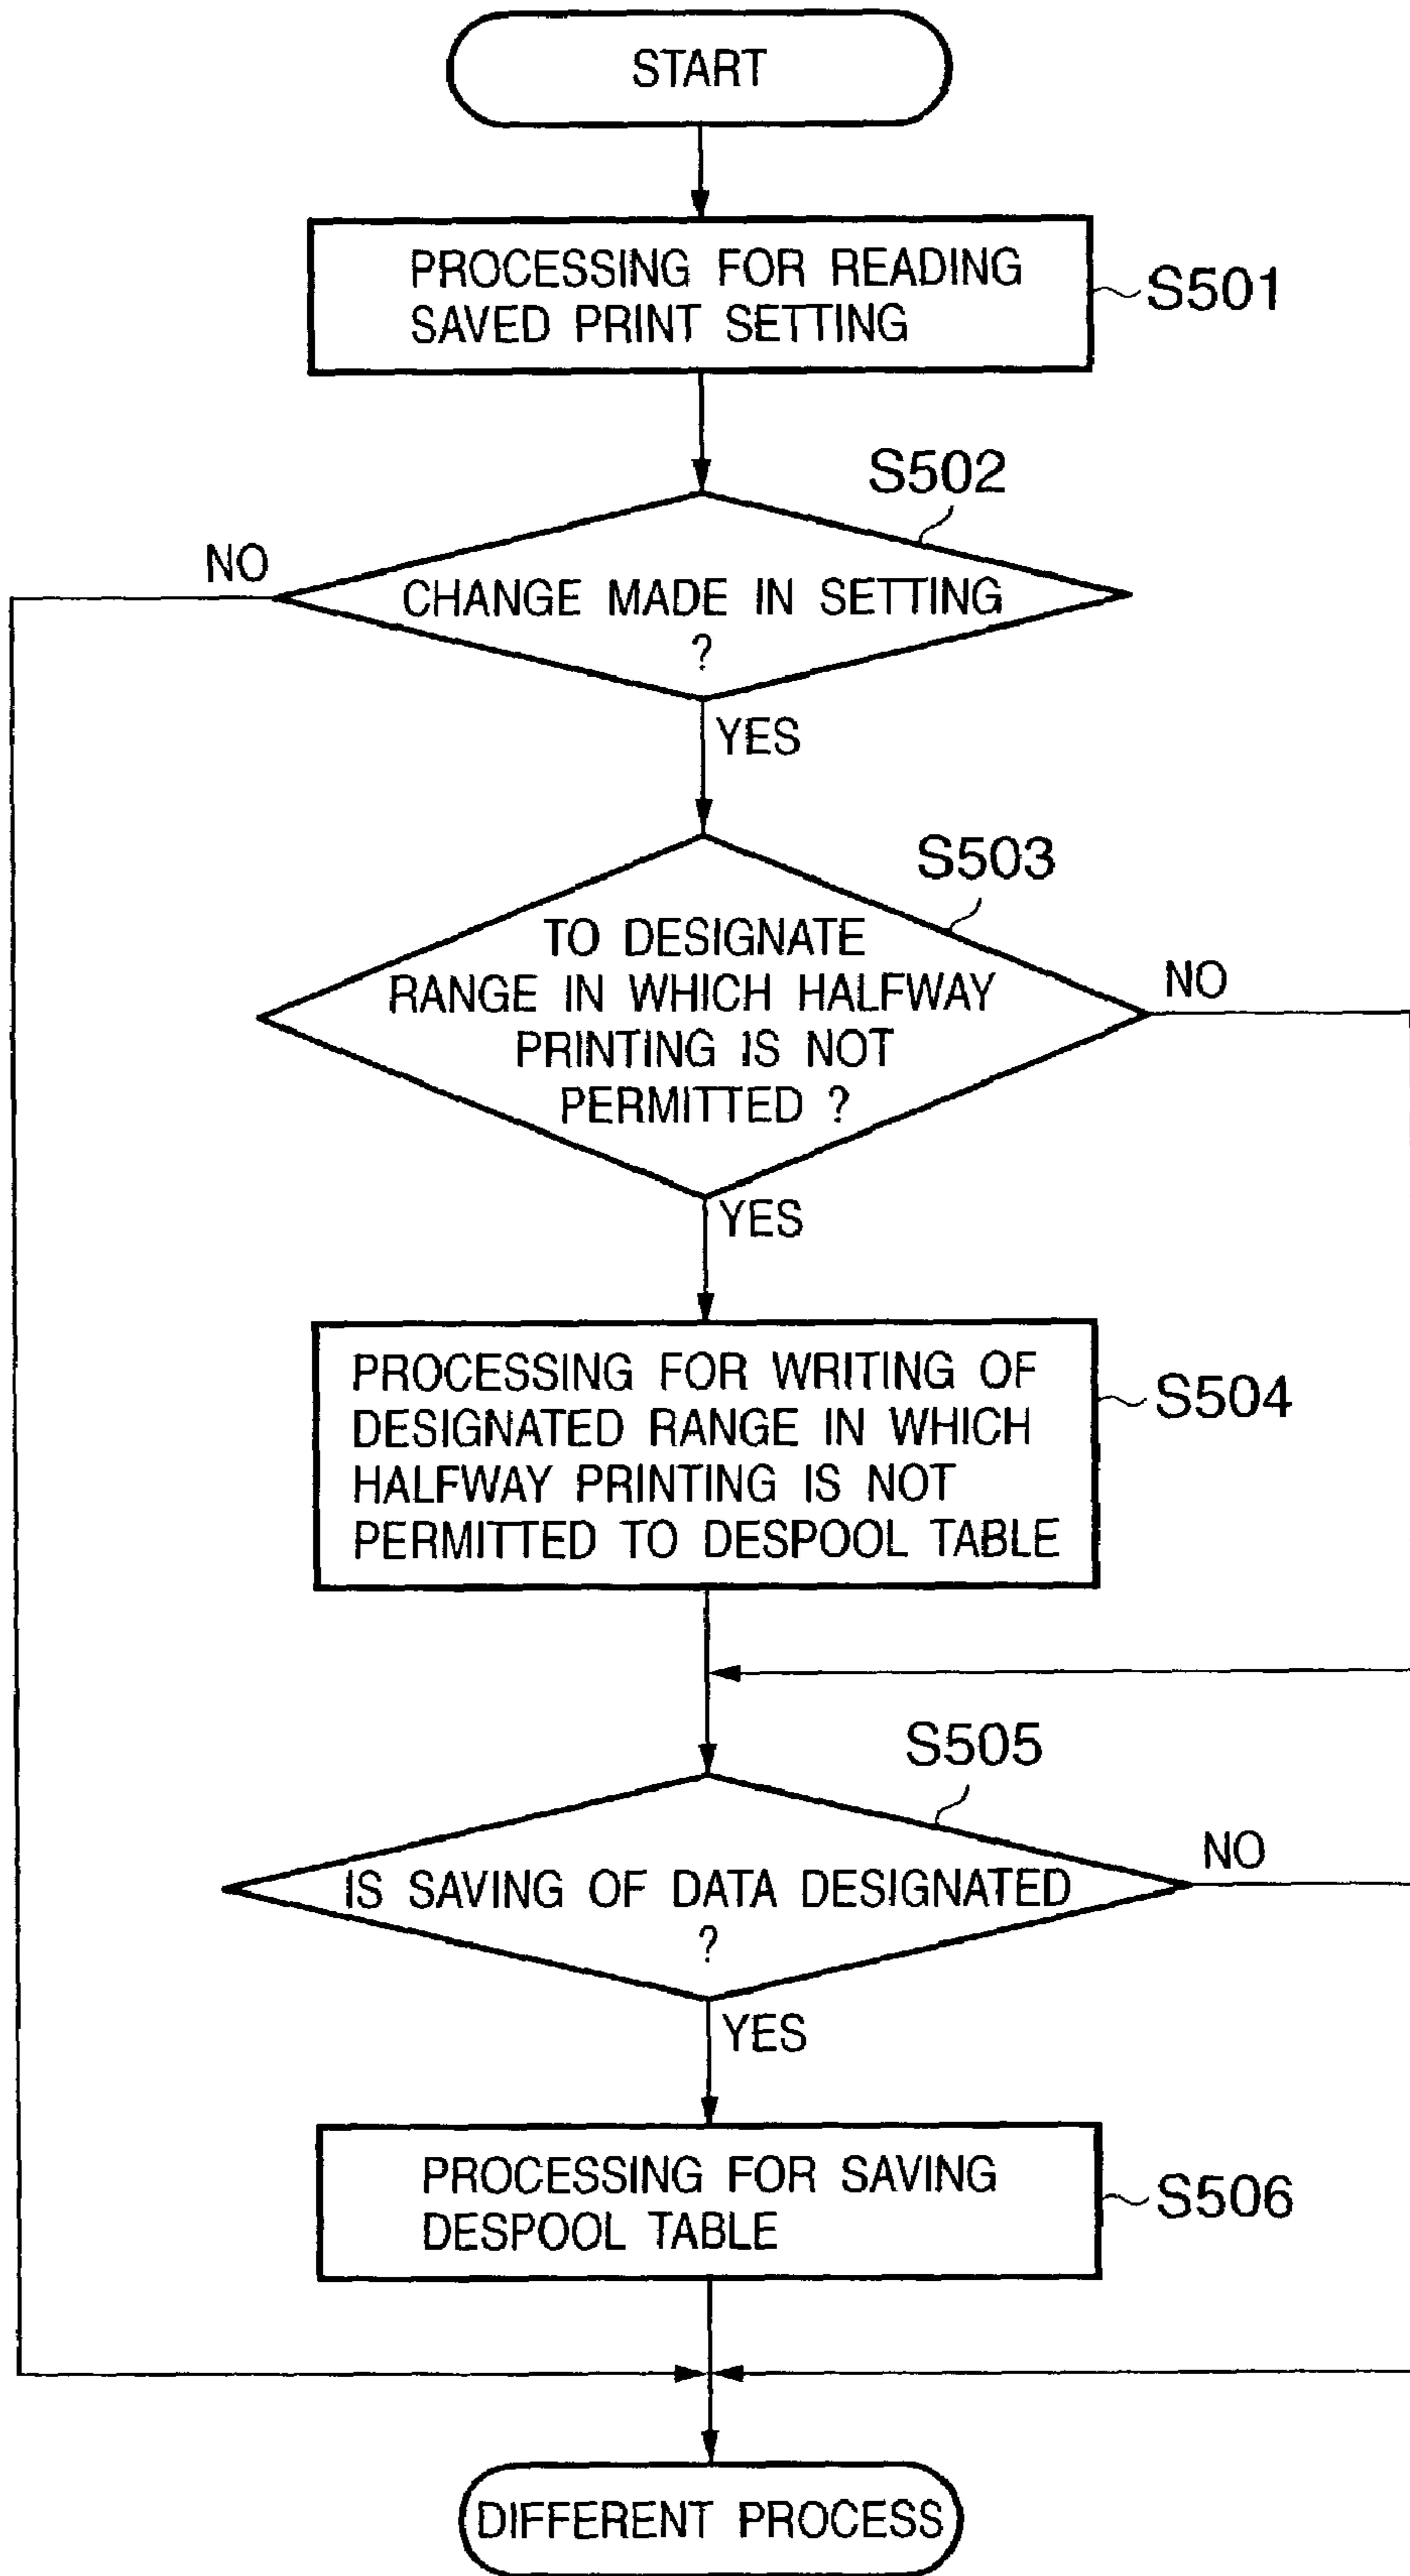 START
PROCESSING FOR READING
SAVED PRINT SETTING
S501
S502
NO
CHANGE MADE IN SETTING
?
YES
S503
TO DESIGNATE
RANGE IN WHICH HALFWAY
PRINTING IS NOT
PERMITTED ?
NO
YES
PROCESSING FOR WRITING OF
DESIGNATED RANGE IN WHICH
HALFWAY PRINTING IS NOT
PERMITTED TO DESPOOL TABLE
S504
S505
IS SAVING OF DATA DESIGNATED
?
NO
YES
PROCESSING FOR SAVING
DESPOOL TABLE
S506
DIFFERENT PROCESS